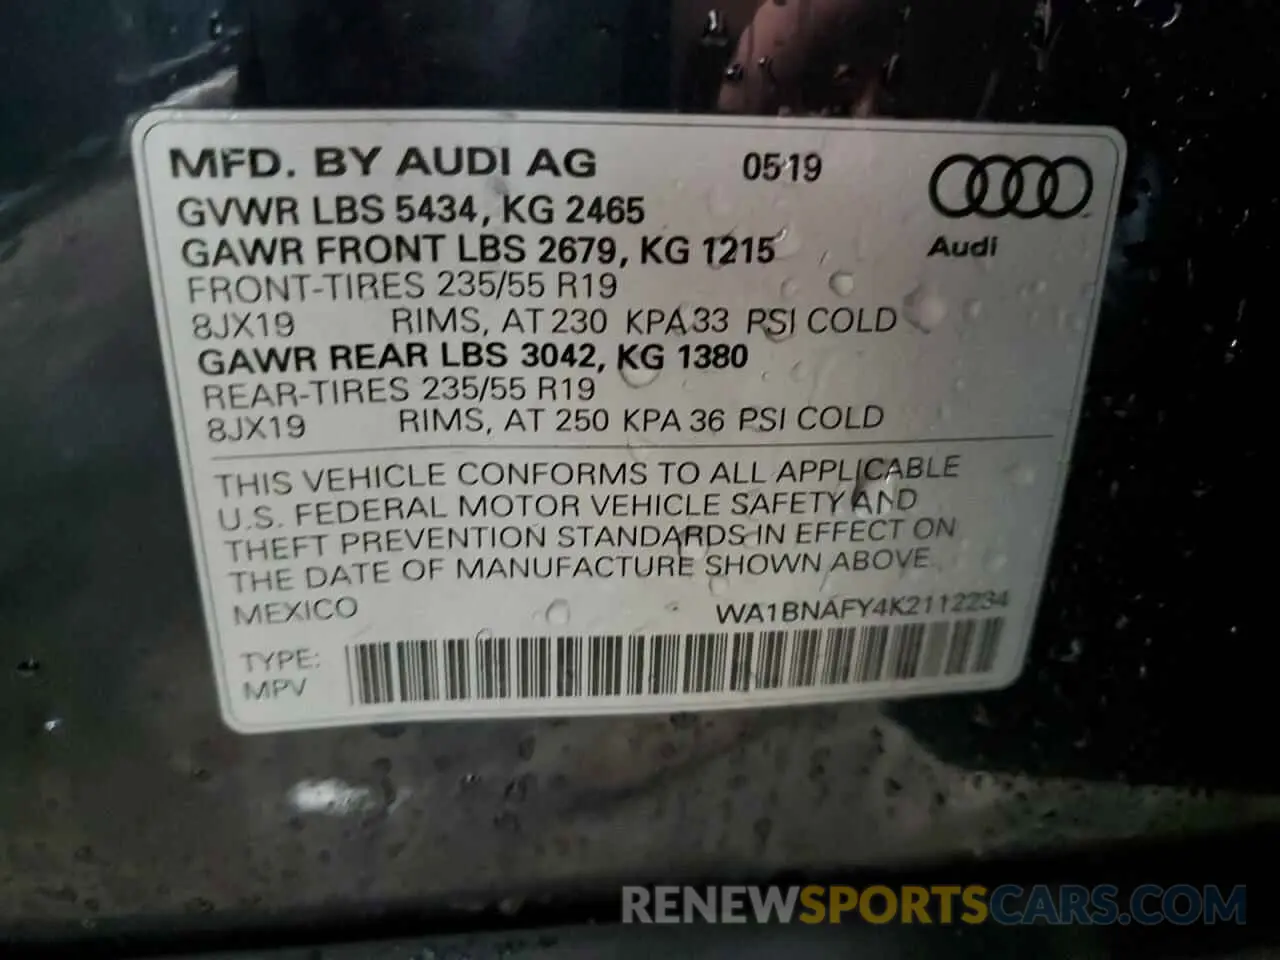 MFD. BY AUDI AG 0519
GVWR LBS 5434, KG 2465
GAWR FRONT LBS 2679, KG 1215
Audi
FRONT-TIRES 235/55 R19
8JX19 RIMS, AT 230 KPA 33 PSI COLD
GAWR REAR LBS 3042, KG 1380
REAR-TIRES 235/55 R19
8JX19 RIMS, AT 250 KPA 36 PSI COLD
THIS VEHICLE CONFORMS TO ALL APPLICABLE
U.S. FEDERAL MOTOR VEHICLE SAFETY AND
THEFT PREVENTION STANDARDS IN EFFECT ON
THE DATE OF MANUFACTURE SHOWN ABOVE.
MEXICO WA1BNAFY4K2112234
TYPE:
MPV
RENEWSPORTSCARS.COM